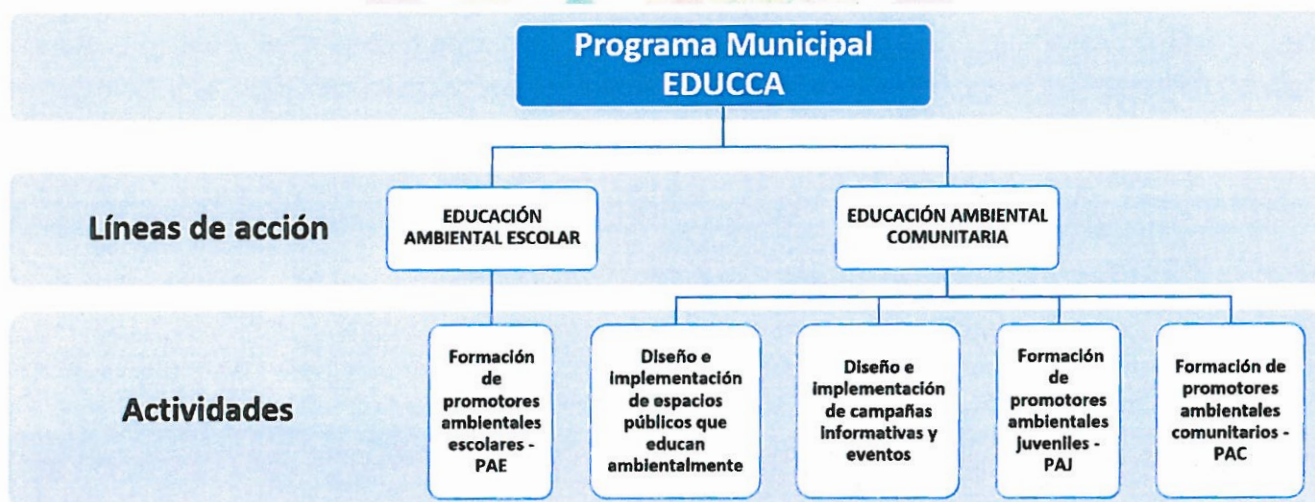 Programa Municipal
EDUCCA
Líneas de acción
EDUCACIÓN
AMBIENTAL ESCOLAR
EDUCACIÓN AMBIENTAL
COMUNITARIA
Actividades
Formación
de
promotores
ambientales
escolares -
PAE
Diseño e
implementación
de espacios
públicos que
educan
ambientalmente
Diseño e
implementación
de campañas
informativas y
eventos
Formación
de
promotores
ambientales
juveniles -
PAJ
Formación de
promotores
ambientales
comunitarios -
PAC